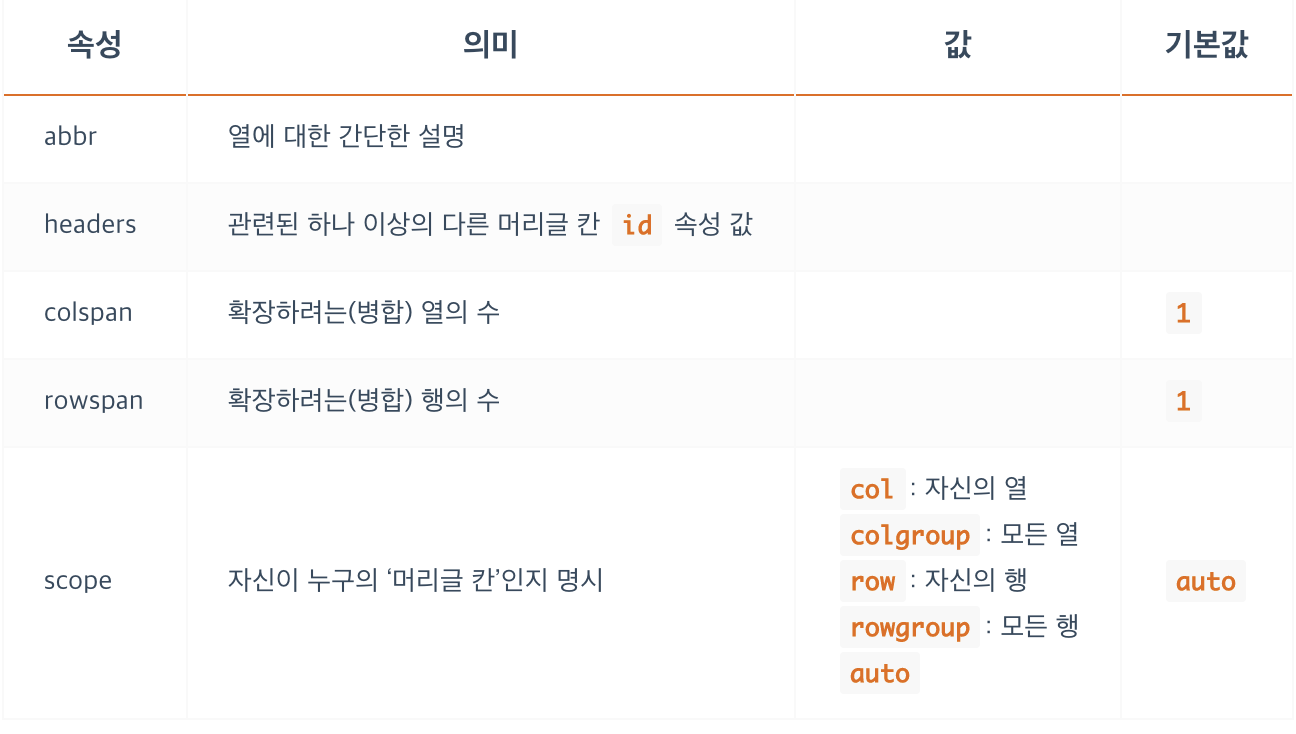 속성 의미 값 기본값
abbr 열에 대한 간단한 설명
headers 관련된 하나 이상의 다른 머리글 칸 id 속성 값
colspan 확장하려는(병합) 열의 수 1
rowspan 확장하려는(병합) 행의 수 1
scope 자신이 누구의 ‘머리글 칸’인지 명시
col : 자신의 열
colgroup : 모든 열
row : 자신의 행
rowgroup : 모든 행
auto
auto